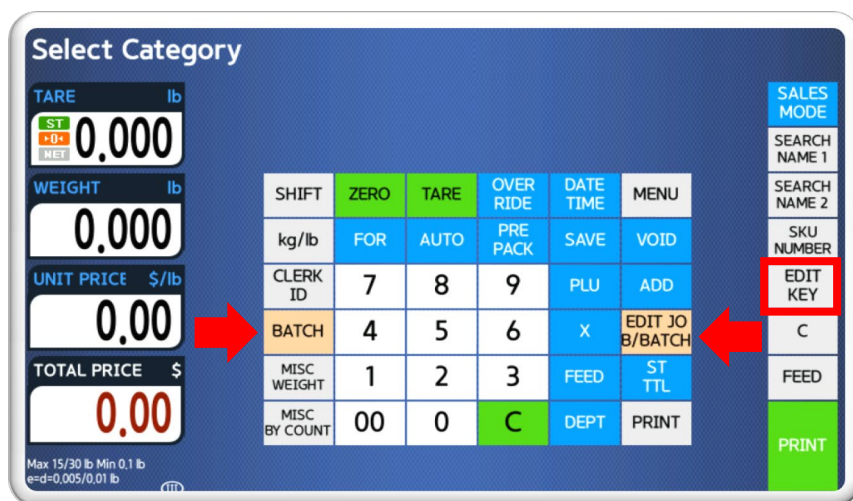 Select Category
TARE lb
ST
►0◄
NET
0.000
WEIGHT lb
0.000
UNIT PRICE $/lb
0.00
TOTAL PRICE $
0.00
Max 15/30 lb Min 0,1 lb
e=d=0,005/0,01 lb
III
SHIFT ZERO TARE OVER RIDE DATE TIME MENU
kg/lb FOR AUTO PRE PACK SAVE VOID
CLERK ID 7 8 9 PLU ADD
BATCH 4 5 6 X EDIT JO B/BATCH
MISC WEIGHT 1 2 3 FEED ST TTL
MISC BY COUNT 00 0 C DEPT PRINT
SALES
MODE
SEARCH
NAME 1
SEARCH
NAME 2
SKU
NUMBER
EDIT
KEY
C
FEED
PRINT